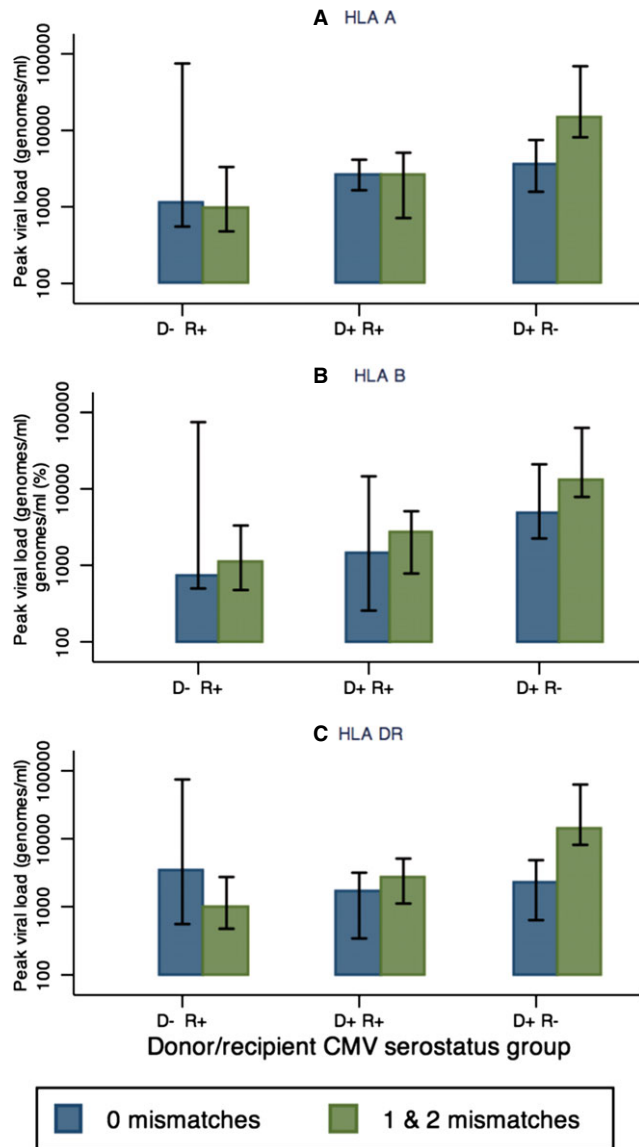 A HLA A
Peak viral load (genomes/ml)
100000
10000
1000
100
D- R+ D+ R+ D+ R-
B HLA B
Peak viral load (genomes/ml)
genomes/ml (%)
100000
10000
1000
100
D- R+ D+ R+ D+ R-
C HLA DR
Peak viral load (genomes/ml)
100000
10000
1000
100
D- R+ D+ R+ D+ R-
Donor/recipient CMV serostatus group
0 mismatches 1 & 2 mismatches